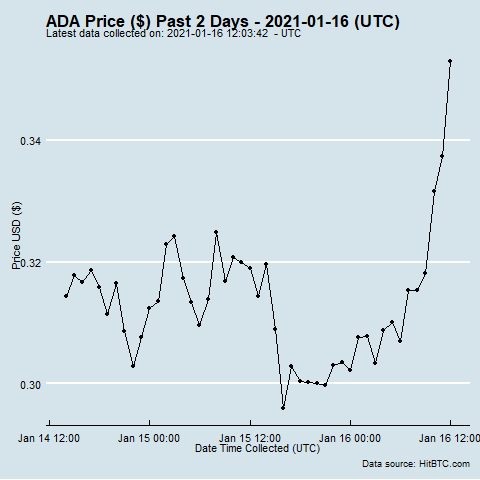 ADA Price ($) Past 2 Days - 2021-01-16 (UTC)
Latest data collected on: 2021-01-16 12:03:42  - UTC
Price USD ($)
0.34
0.32
0.30
Jan 14 12:00
Jan 15 00:00
Jan 15 12:00
Jan 16 00:00
Jan 16 12:00
Date Time Collected (UTC)
Data source: HitBTC.com